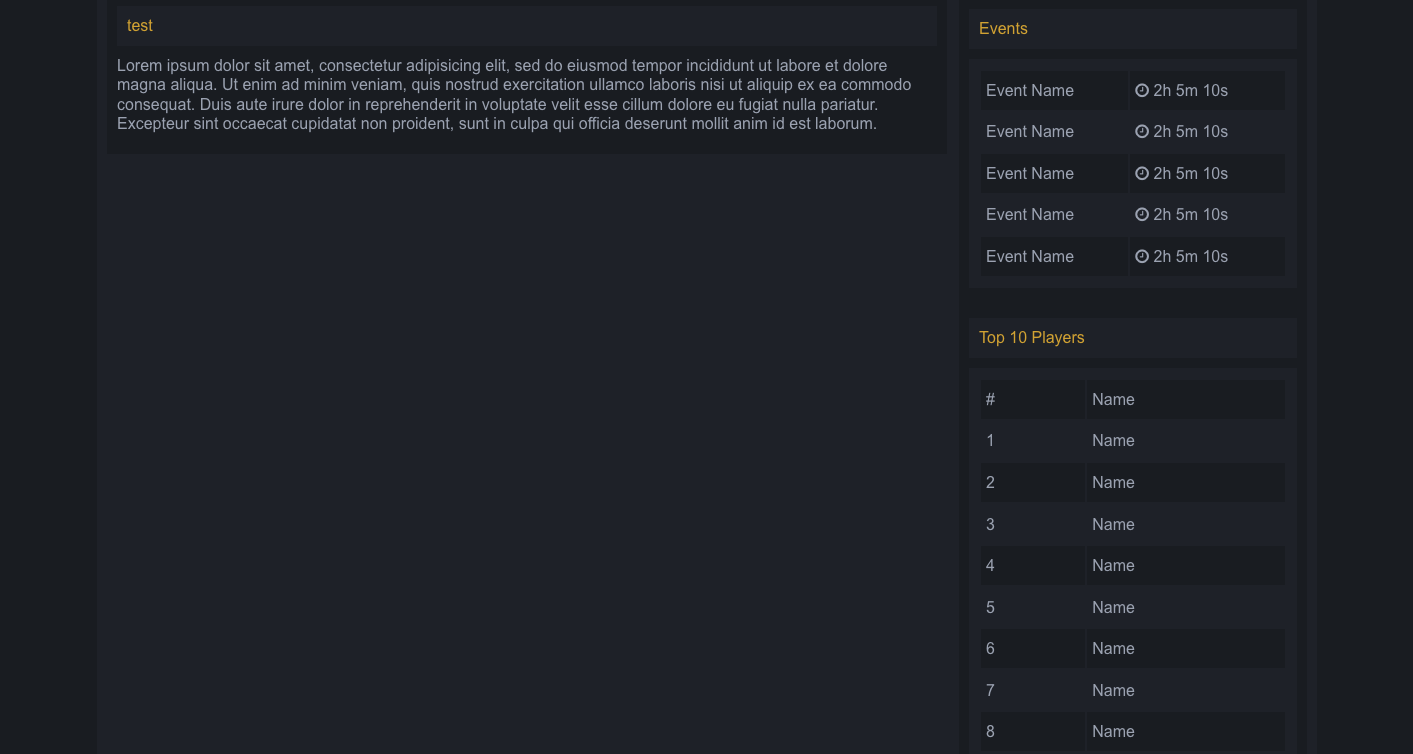 test
Lorem ipsum dolor sit amet, consectetur adipisicing elit, sed do eiusmod tempor incididunt ut labore et dolore
magna aliqua. Ut enim ad minim veniam, quis nostrud exercitation ullamco laboris nisi ut aliquip ex ea commodo
consequat. Duis aute irure dolor in reprehenderit in voluptate velit esse cillum dolore eu fugiat nulla pariatur.
Excepteur sint occaecat cupidatat non proident, sunt in culpa qui officia deserunt mollit anim id est laborum.
Events
Event Name 2h 5m 10s
Event Name 2h 5m 10s
Event Name 2h 5m 10s
Event Name 2h 5m 10s
Event Name 2h 5m 10s
Top 10 Players
# Name
1 Name
2 Name
3 Name
4 Name
5 Name
6 Name
7 Name
8 Name